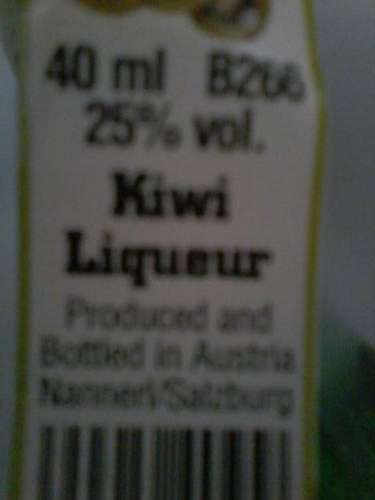 40 ml B266
25% vol.
Kiwi
Liqueur
Produced and
Bottled in Austria
Nannerl/Salzburg